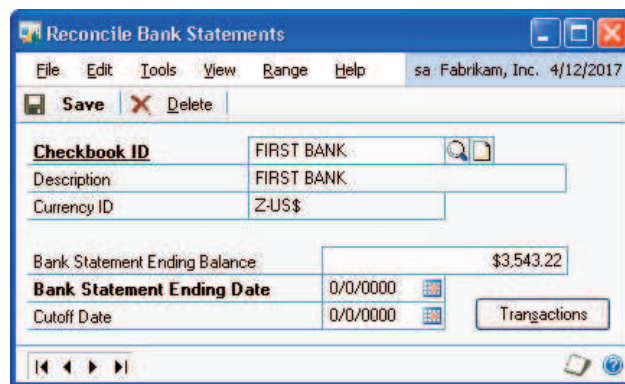 Reconcile Bank Statements
File Edit Tools View Range Help sa Fabrikam, Inc. 4/12/2017
Save Delete
Checkbook ID FIRST BANK
Description FIRST BANK
Currency ID Z-US$
Bank Statement Ending Balance $3,543.22
Bank Statement Ending Date 0/0/0000
Cutoff Date 0/0/0000 Transactions